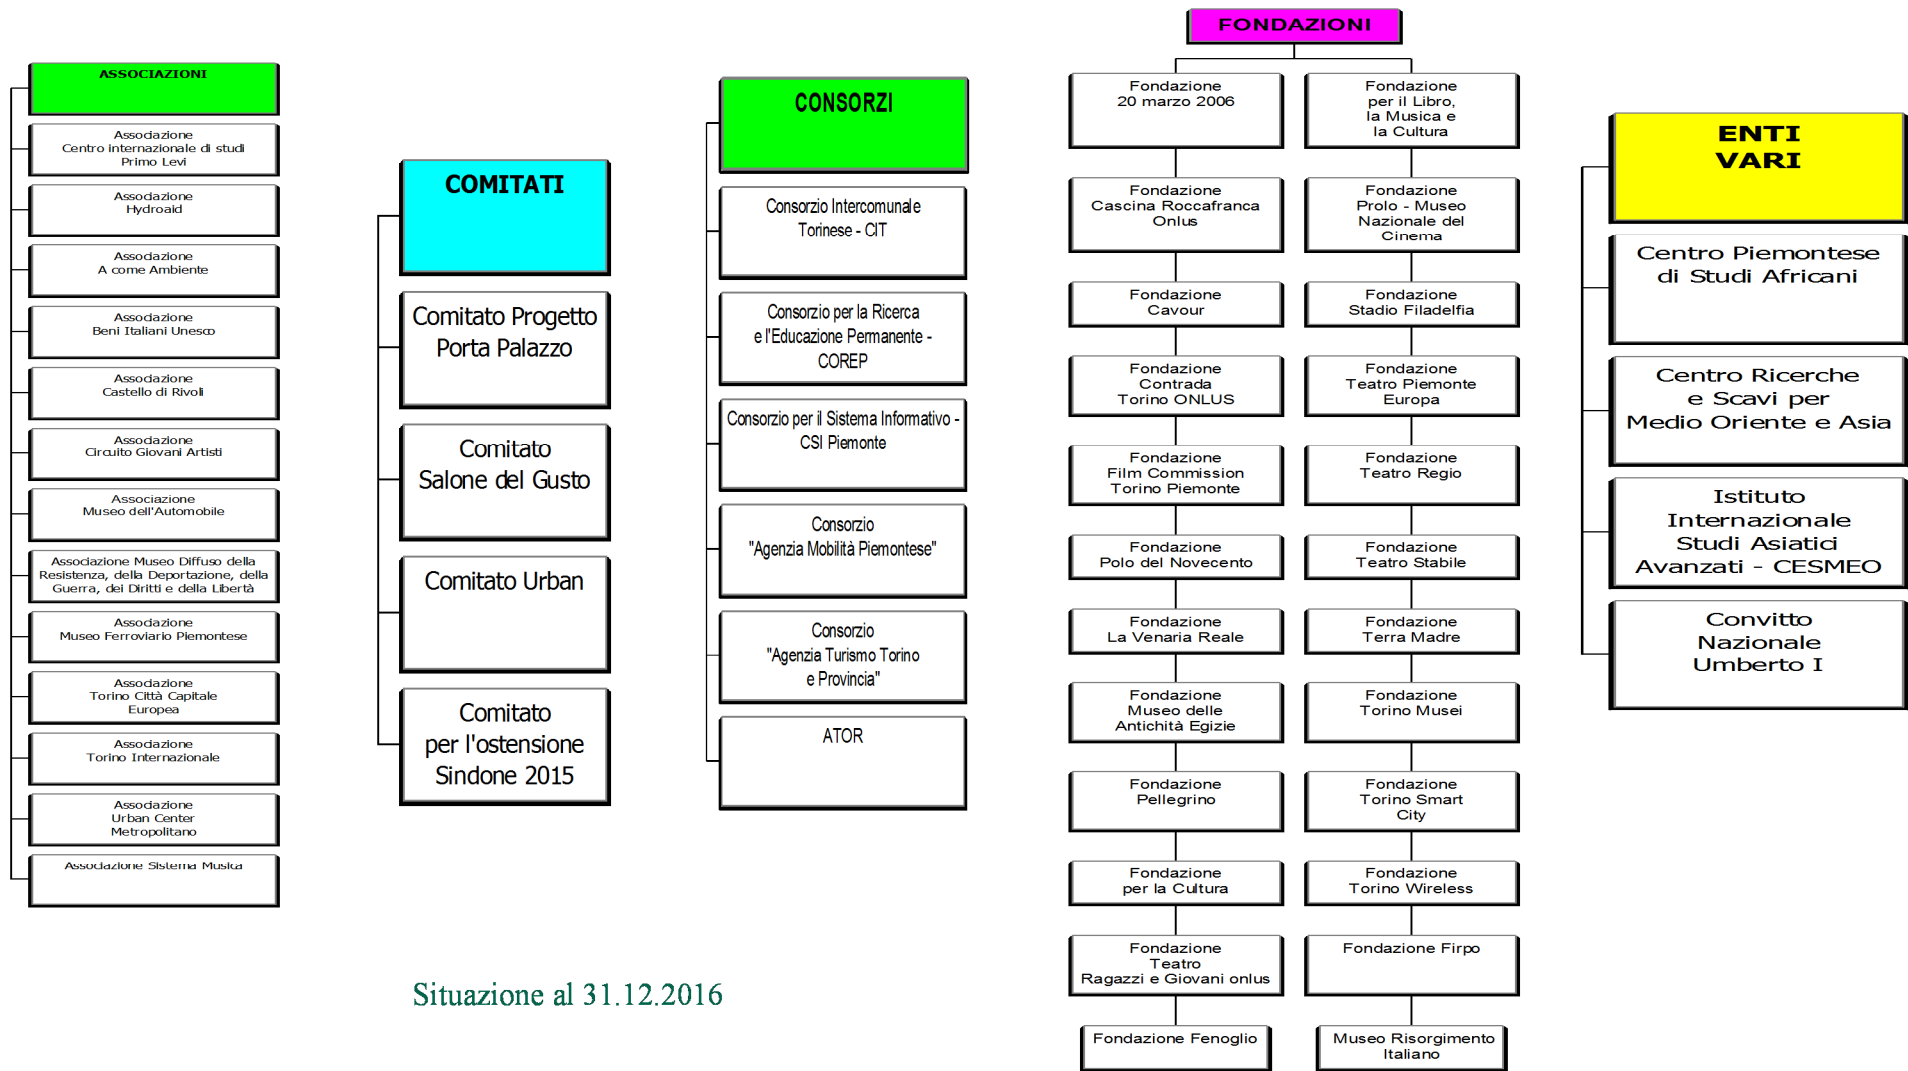 ASSOCIAZIONI
Associazione
Centro internazionale di studi
Primo Levi
Associazione
Hydroaid
Associazione
A come Ambiente
Associazione
Beni Italiani Unesco
Associazione
Castello di Rivoli
Associazione
Circuito Giovani Artisti
Associazione
Museo dell'Automobile
Associazione Museo Diffuso della
Resistenza, della Deportazione, della
Guerra, dei Diritti e della Libertà
Associazione
Museo Ferroviario Piemontese
Associazione
Torino Città Capitale
Europea
Associazione
Torino Internazionale
Associazione
Urban Center
Metropolitano
Associazione Sistema Musica
COMITATI
Comitato Progetto
Porta Palazzo
Comitato
Salone del Gusto
Comitato Urban
Comitato
per l'ostensione
Sindone 2015
CONSORZI
Consorzio Intercomunale
Torinese - CIT
Consorzio per la Ricerca
e l'Educazione Permanente -
COREP
Consorzio per il Sistema Informativo -
CSI Piemonte
Consorzio
"Agenzia Mobilità Piemontese"
Consorzio
"Agenzia Turismo Torino
e Provincia"
ATOR
FONDAZIONI
Fondazione
20 marzo 2006
Fondazione
Cascina Roccafranca
Onlus
Fondazione
Cavour
Fondazione
Contrada
Torino ONLUS
Fondazione
Film Commission
Torino Piemonte
Fondazione
Polo del Novecento
Fondazione
La Venaria Reale
Fondazione
Museo delle
Antichità Egizie
Fondazione
Pellegrino
Fondazione
per la Cultura
Fondazione
Teatro
Ragazzi e Giovani onlus
Fondazione Fenoglio
Fondazione
per il Libro,
la Musica e
la Cultura
Fondazione
Prolo - Museo
Nazionale del
Cinema
Fondazione
Stadio Filadelfia
Fondazione
Teatro Piemonte
Europa
Fondazione
Teatro Regio
Fondazione
Teatro Stabile
Fondazione
Terra Madre
Fondazione
Torino Musei
Fondazione
Torino Smart
City
Fondazione
Torino Wireless
Fondazione Firpo
Museo Risorgimento
Italiano
ENTI
VARI
Centro Piemontese
di Studi Africani
Centro Ricerche
e Scavi per
Medio Oriente e Asia
Istituto
Internazionale
Studi Asiatici
Avanzati - CESMEO
Convitto
Nazionale
Umberto I
Situazione al 31.12.2016